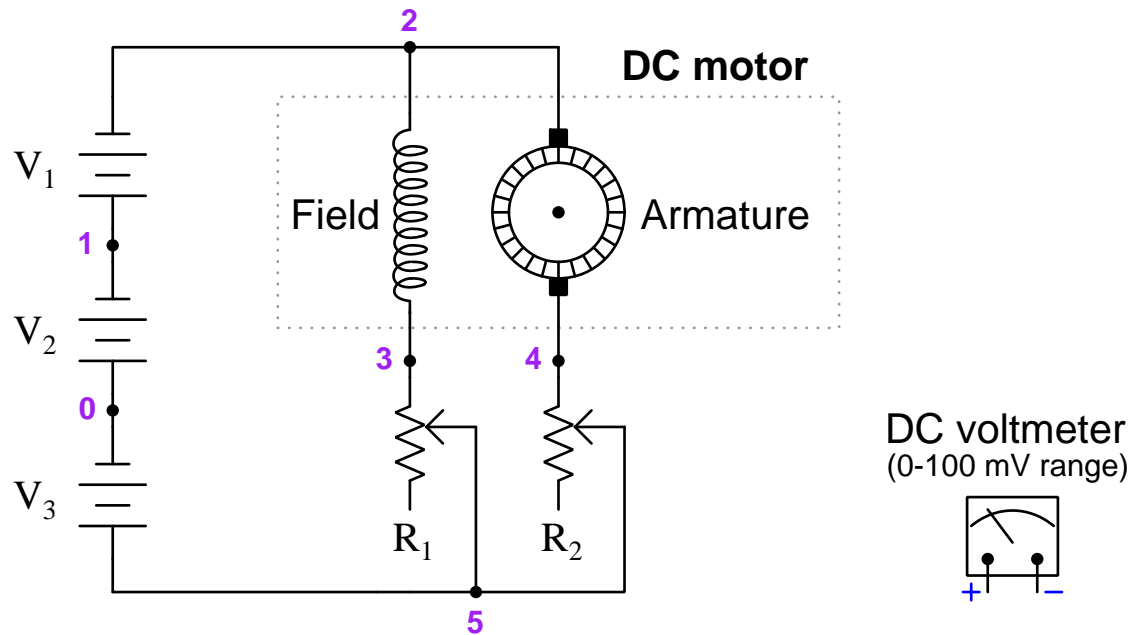 2
DC motor
V1
Field
Armature
1
V2
3
4
0
DC voltmeter
(0-100 mV range)
V3
R1
R2
+ −
5